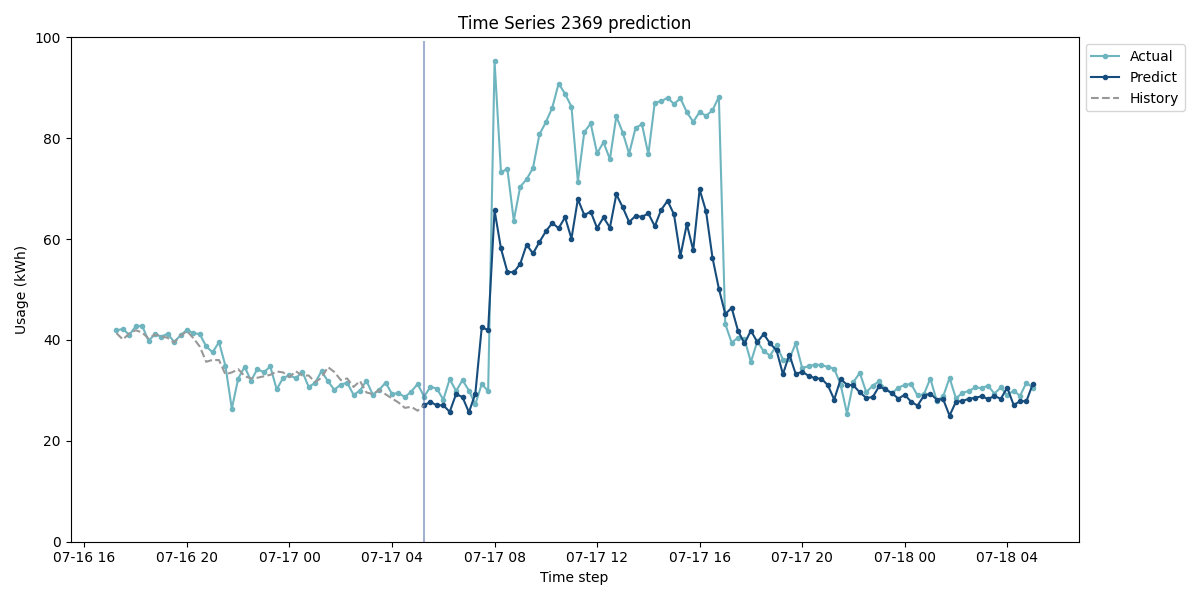 Time Series 2369 prediction
Usage (kWh)
100
80
60
40
20
0
07-16 16 07-16 20 07-17 00 07-17 04 07-17 08 07-17 12 07-17 16 07-17 20 07-18 00 07-18 04
Time step
Actual
Predict
History